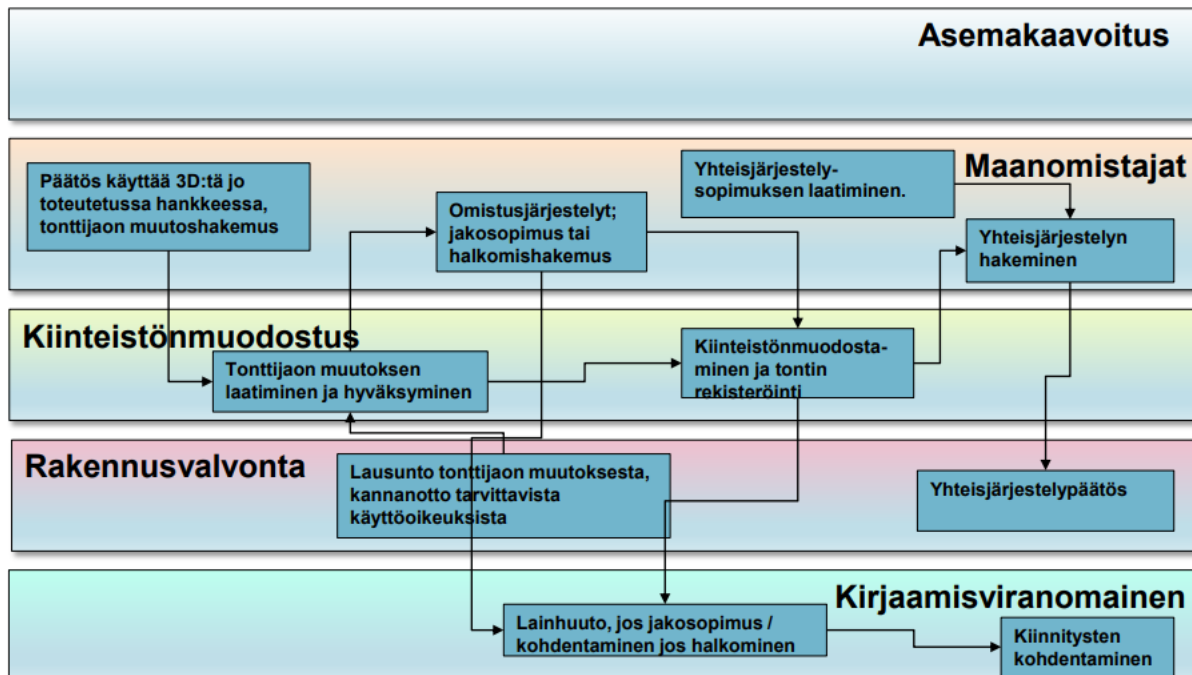 Asemakaavoitus
Maanomistajat
Päätös käyttää 3D:tä jo
toteutetussa hankkeessa,
tonttijaon muutoshakemus
Omistusjärjestelyt;
jakosopimus tai
halkomishakemus
Yhteisjärjestely-
sopimuksen laatiminen.
Yhteisjärjestelyn
hakeminen
Kiinteistönmuodostus
Tonttijaon muutoksen
laatiminen ja hyväksyminen
Kiinteistönmuodosta-
minen ja tontin
rekisteröinti
Rakennusvalvonta
Lausunto tonttijaon muutoksesta,
kannanotto tarvittavista
käyttöoikeuksista
Yhteisjärjestelypäätös
Kirjaamisviranomainen
Lainhuuto, jos jakosopimus /
kohdentaminen jos halkominen
Kiinnitysten
kohdentaminen